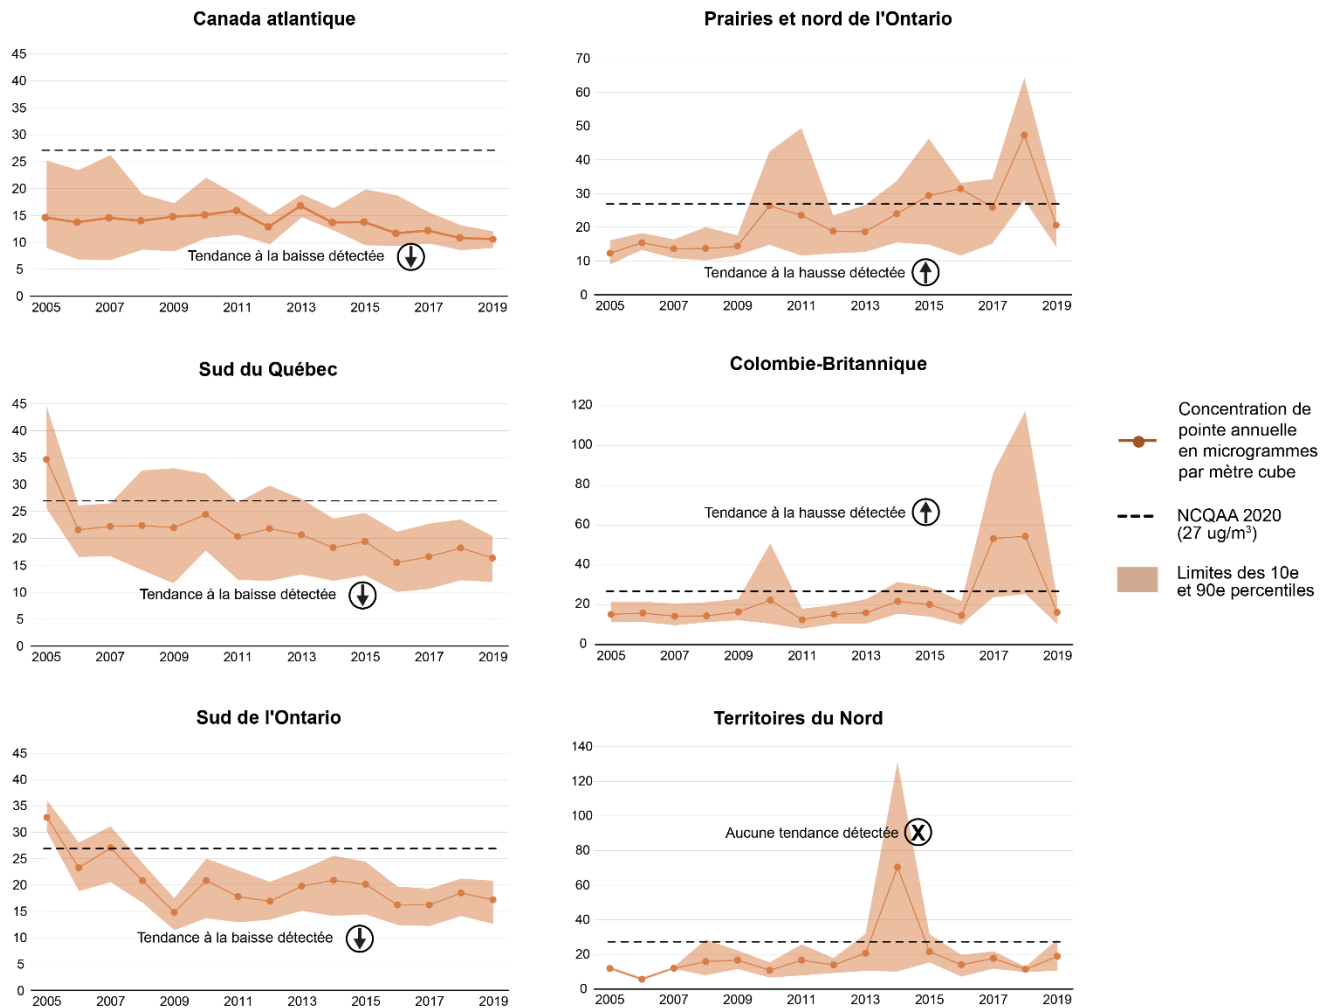 Canada atlantique
45
40
35
30
25
20
15
10
5
0
Tendance à la baisse détectée
2005 2007 2009 2011 2013 2015 2017 2019
Prairies et nord de l'Ontario
70
60
50
40
30
20
10
0
Tendance à la hausse détectée
2005 2007 2009 2011 2013 2015 2017 2019
Sud du Québec
45
40
35
30
25
20
15
10
5
0
Tendance à la baisse détectée
2005 2007 2009 2011 2013 2015 2017 2019
Colombie-Britannique
120
100
80
60
40
20
0
Tendance à la hausse détectée
2005 2007 2009 2011 2013 2015 2017 2019
Concentration de
pointe annuelle
en microgrammes
par mètre cube
NCQAA 2020
(27 ug/m³)
Limites des 10e
et 90e percentiles
Sud de l'Ontario
45
40
35
30
25
20
15
10
5
0
Tendance à la baisse détectée
2005 2007 2009 2011 2013 2015 2017 2019
Territoires du Nord
140
120
100
80
60
40
20
0
Aucune tendance détectée X
2005 2007 2009 2011 2013 2015 2017 2019